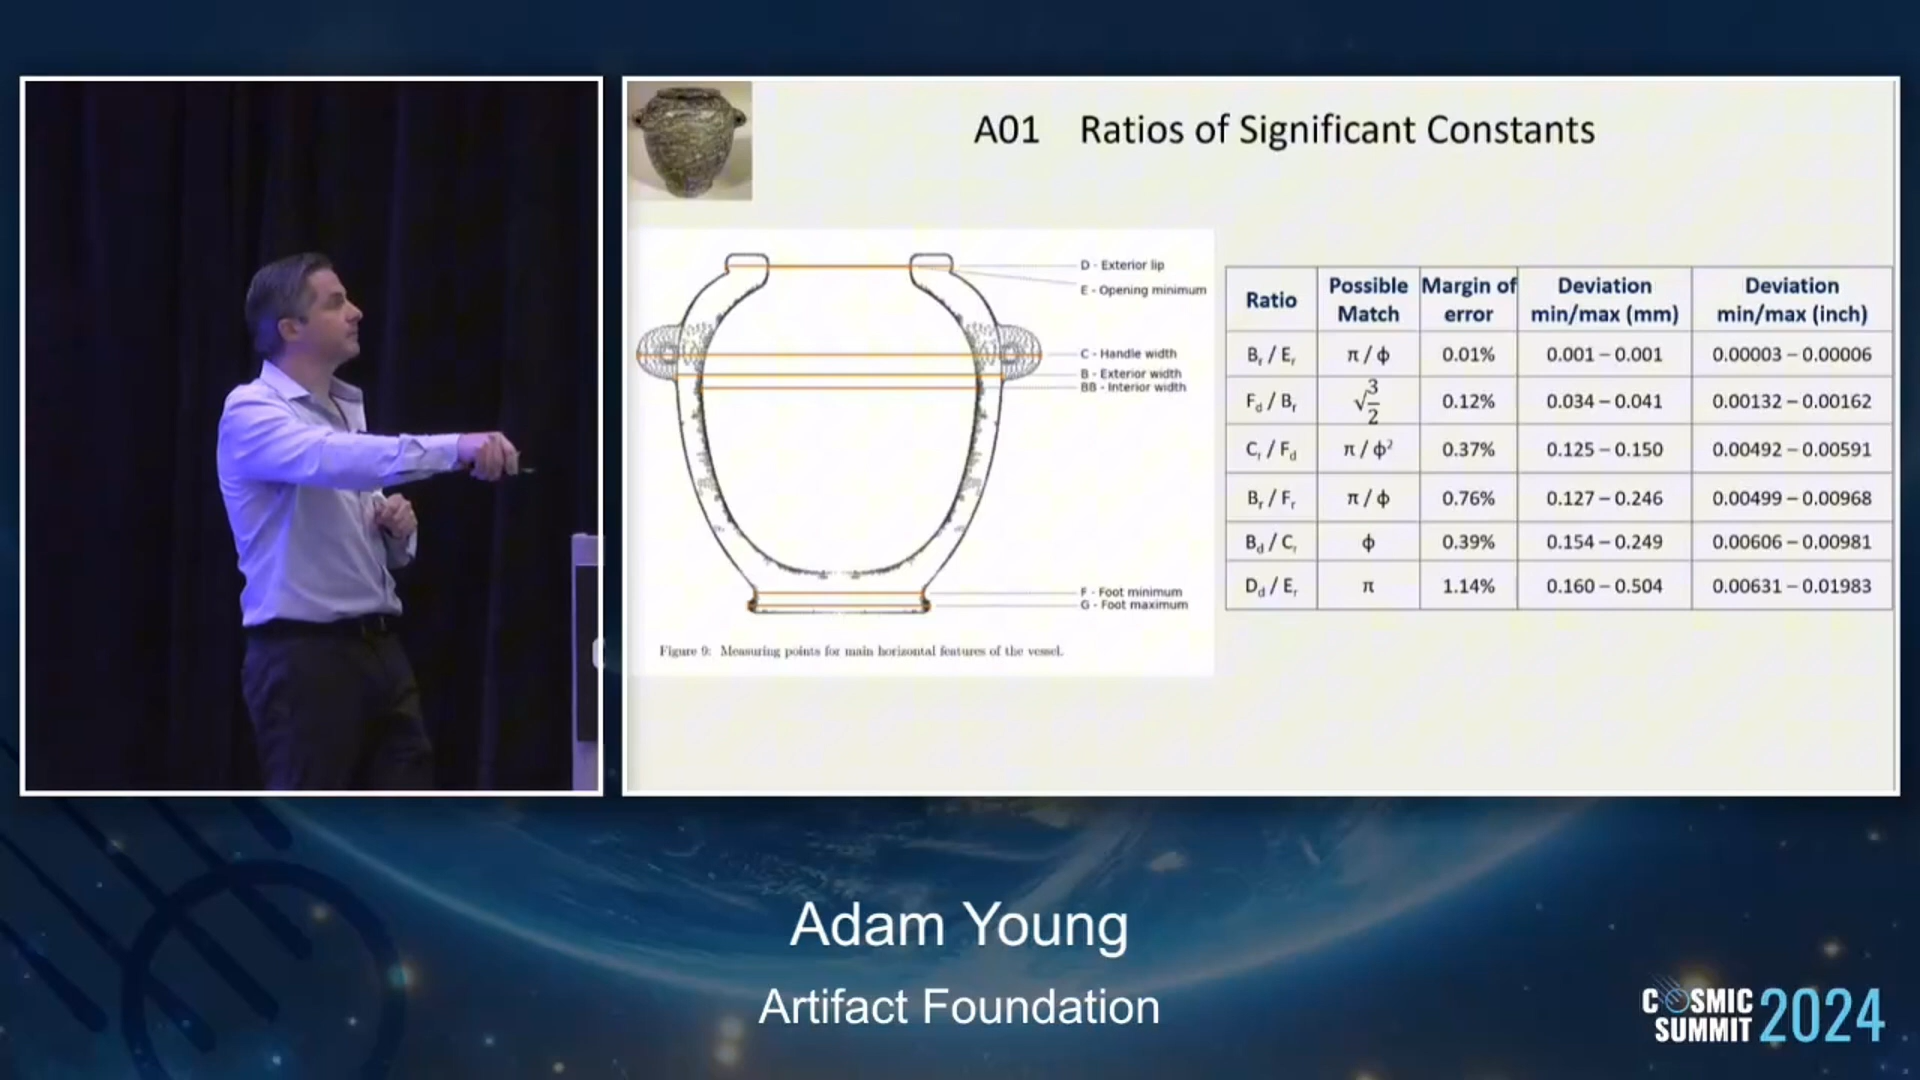 A01 Ratios of Significant Constants
D - Exterior lip
E - Opening minimum
C - Handle width
B - Exterior width
BB - Interior width
F - Foot minimum
G - Foot maximum
Figure 9: Measuring points for main horizontal features of the vessel.
Ratio Possible Match Margin of error Deviation min/max (mm) Deviation min/max (inch)
Br / Er π / ϕ 0.01% 0.001 – 0.001 0.00003 – 0.00006
Fd / Br √3/2 0.12% 0.034 – 0.041 0.00132 – 0.00162
Cr / Fd π / ϕ² 0.37% 0.125 – 0.150 0.00492 – 0.00591
Br / Fr π / ϕ 0.76% 0.127 – 0.246 0.00499 – 0.00968
Bd / Cr ϕ 0.39% 0.154 – 0.249 0.00606 – 0.00981
Dd / Er π 1.14% 0.160 – 0.504 0.00631 – 0.01983
Adam Young
Artifact Foundation
COSMIC
SUMMIT 2024